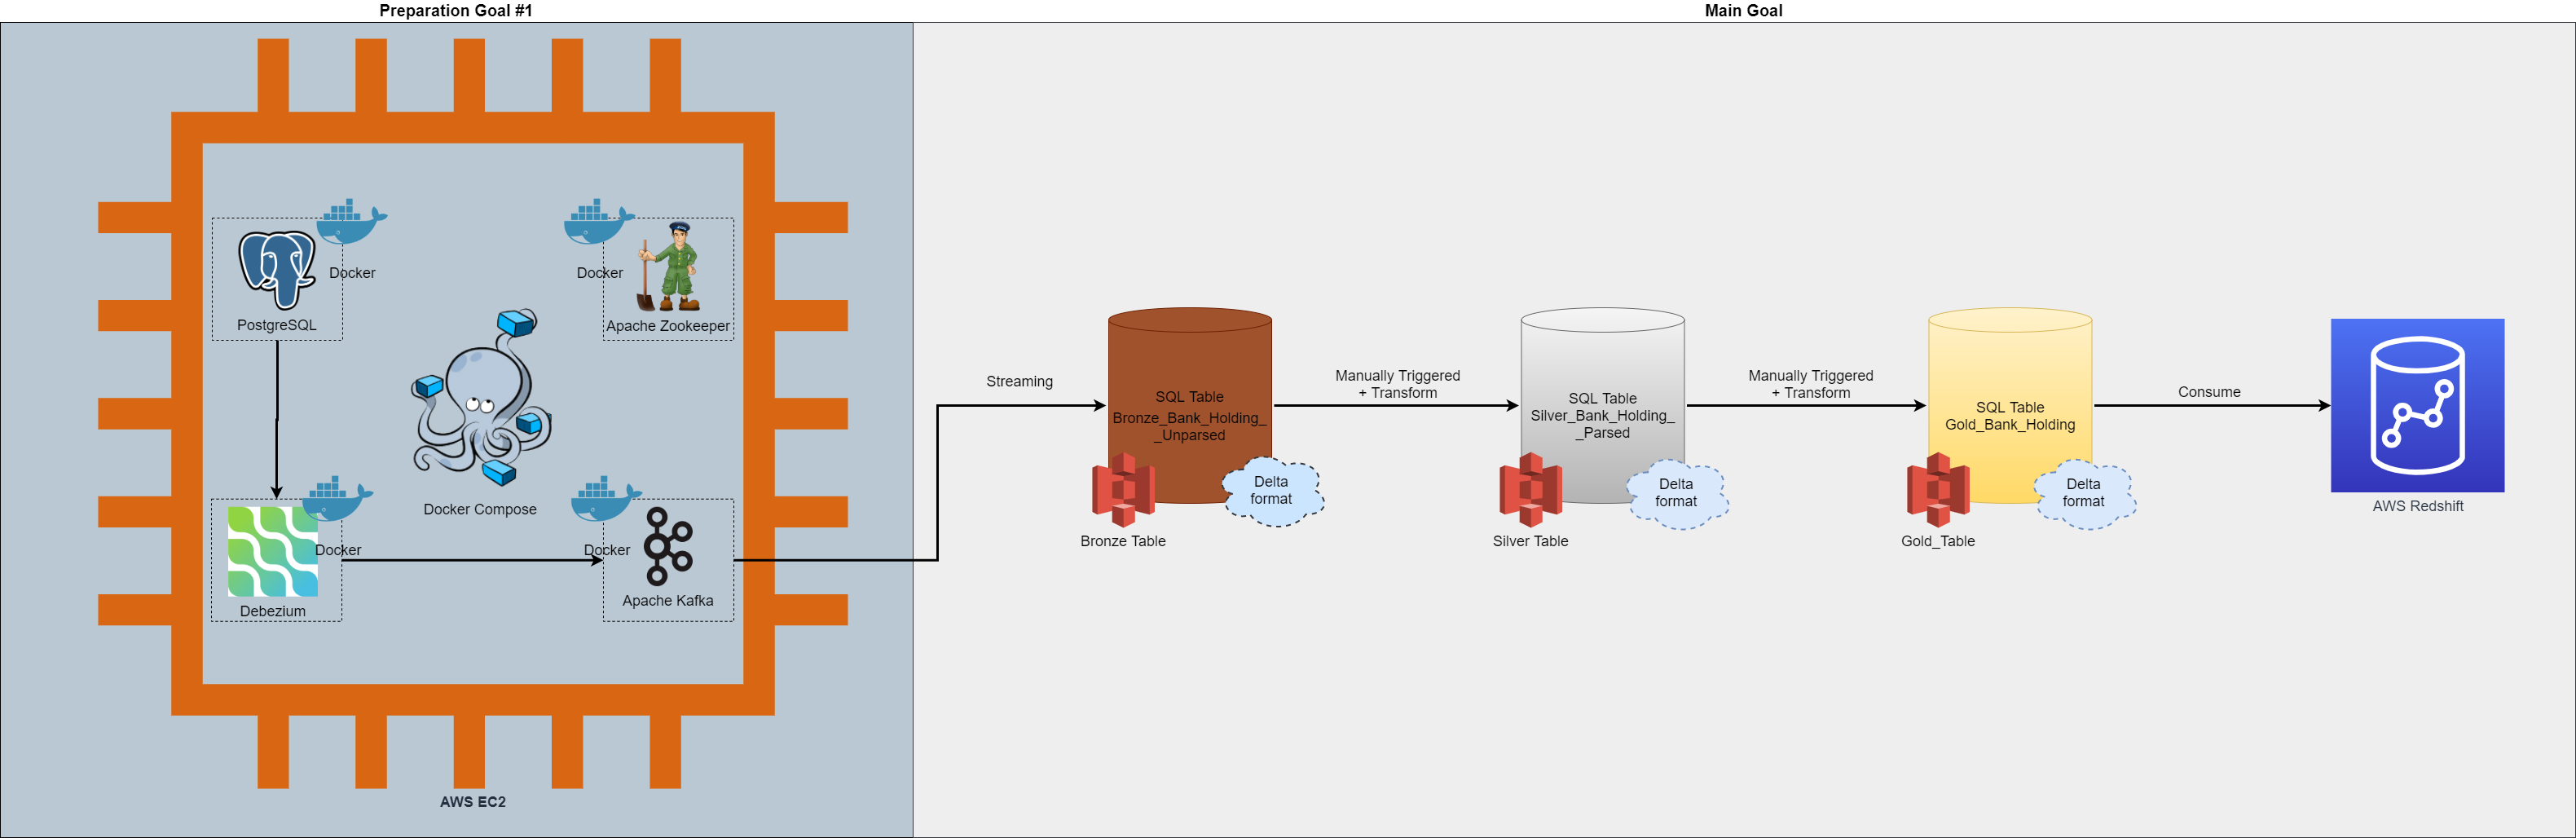 Preparation Goal #1
Main Goal
Docker
PostgreSQL
Docker
Apache Zookeeper
Docker Compose
Docker
Debezium
Docker
Apache Kafka
AWS EC2
Streaming
SQL Table
Bronze_Bank_Holding_
_Unparsed
Delta
format
Bronze Table
Manually Triggered
+ Transform
SQL Table
Silver_Bank_Holding_
_Parsed
Delta
format
Silver Table
Manually Triggered
+ Transform
SQL Table
Gold_Bank_Holding
Delta
format
Gold_Table
Consume
AWS Redshift